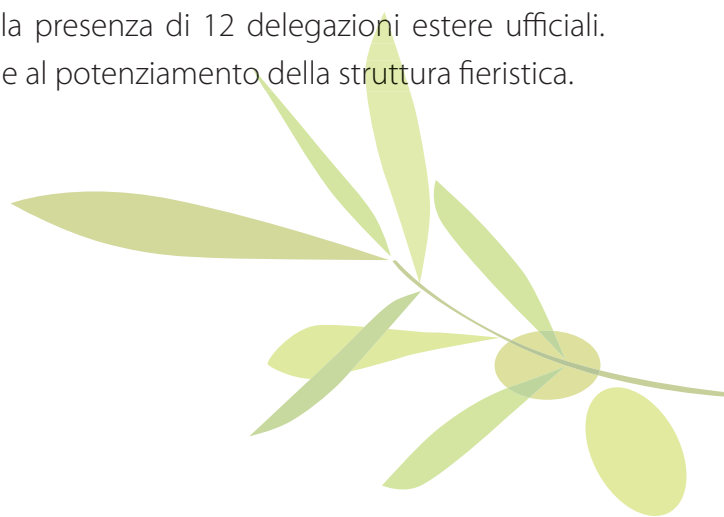 la presenza di 12 delegazioni estere ufficiali.
e al potenziamento della struttura fieristica.